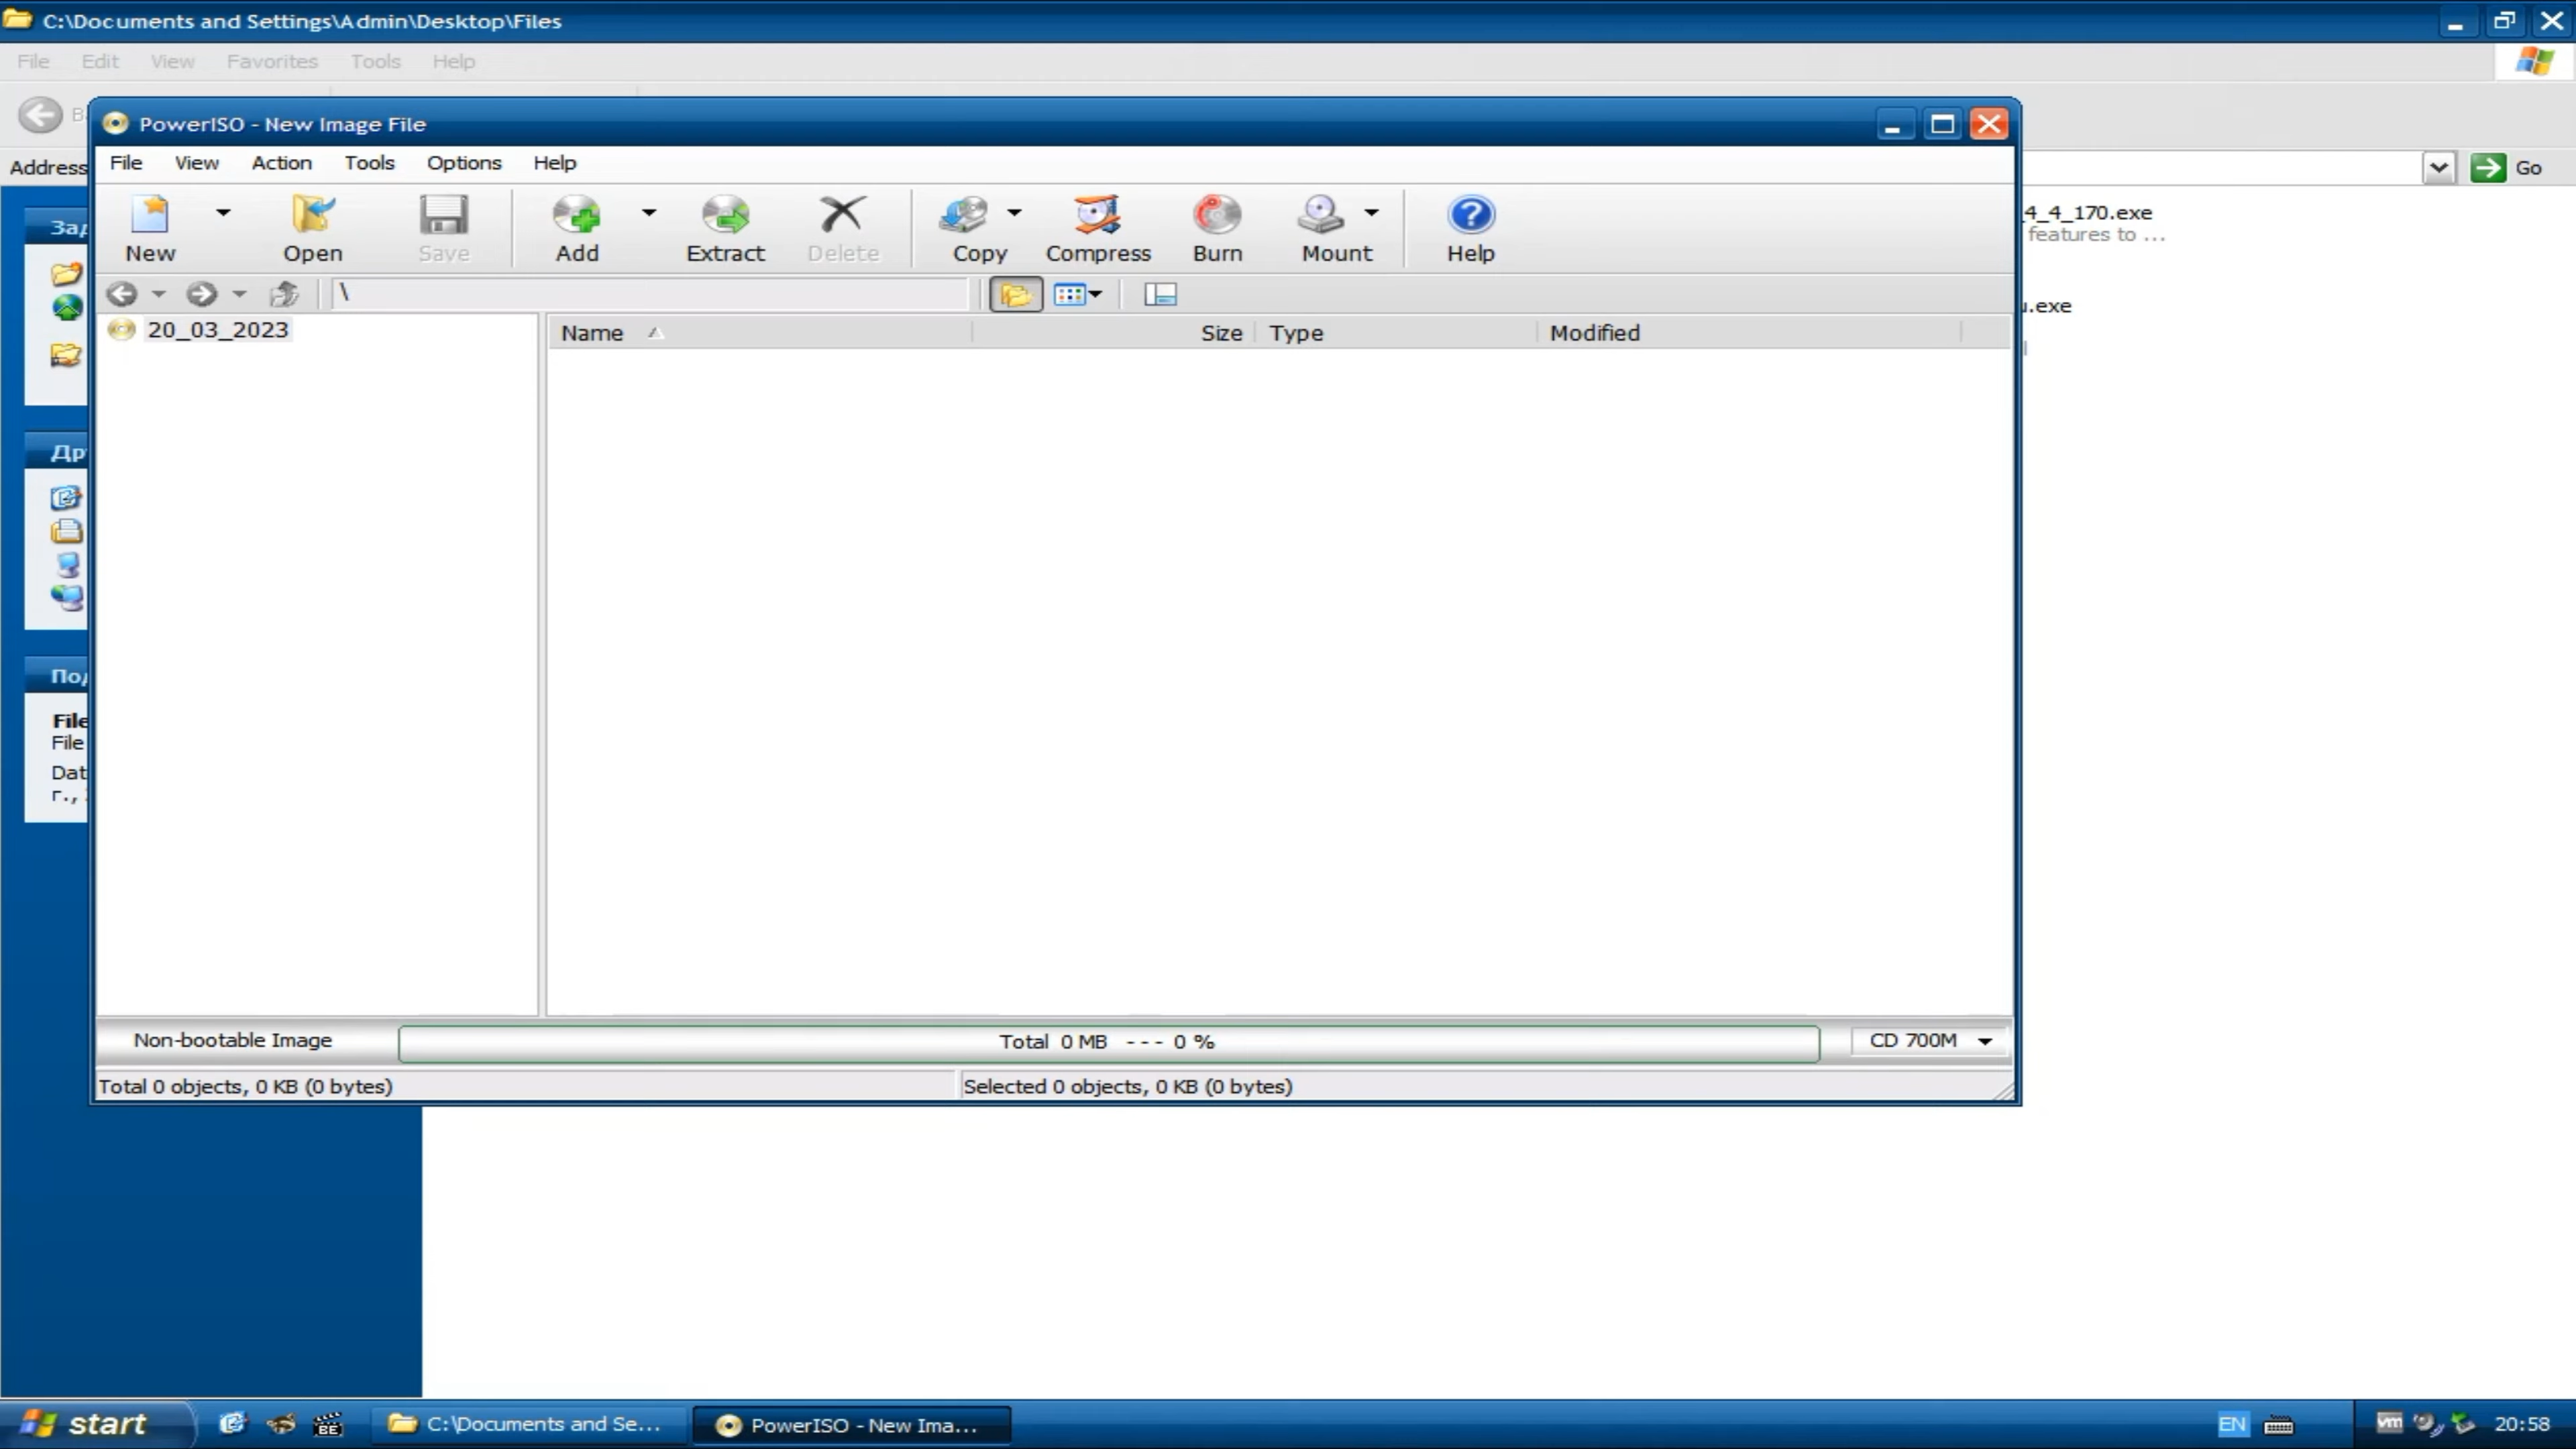 C:\Documents and Settings\Admin\Desktop\Files
File Edit View Favorites Tools Help
PowerISO - New Image File
Address
File View Action Tools Options Help
Go
New Open Save Add Extract Delete Copy Compress Burn Mount Help
4_4_170.exe
features to ...
\
.exe
20_03_2023
Name Size Type Modified
File
File
Non-bootable Image
Total 0 MB --- 0 %
CD 700M
Total 0 objects, 0 KB (0 bytes)
Selected 0 objects, 0 KB (0 bytes)
start
BE
C:\Documents and Se...
PowerISO - New Ima...
EN
vm
20:58